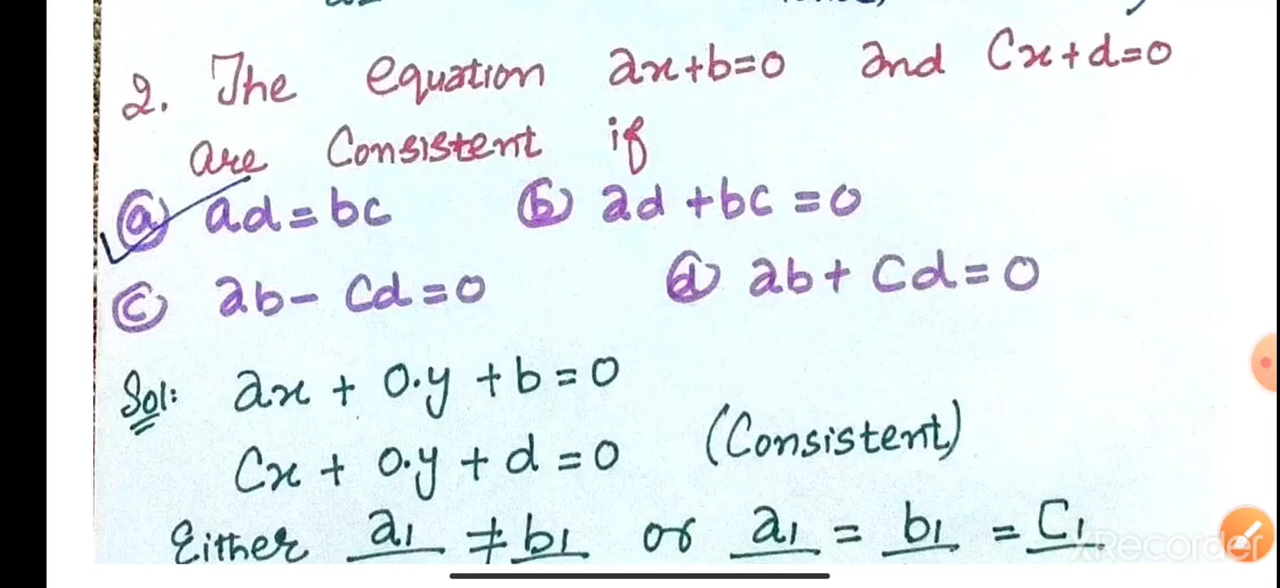 2. The equation ax+b=0 and Cx+d=0
are Consistent if
ⓐ ad=bc ⓑ ad+bc=0
ⓒ ab-Cd=0 ⓓ ab+Cd=0
Sol: ax+0.y+b=0
Cx+0.y+d=0 (Consistent)
Either a1 ≠ b1 or a1 = b1 = C1
Recorder